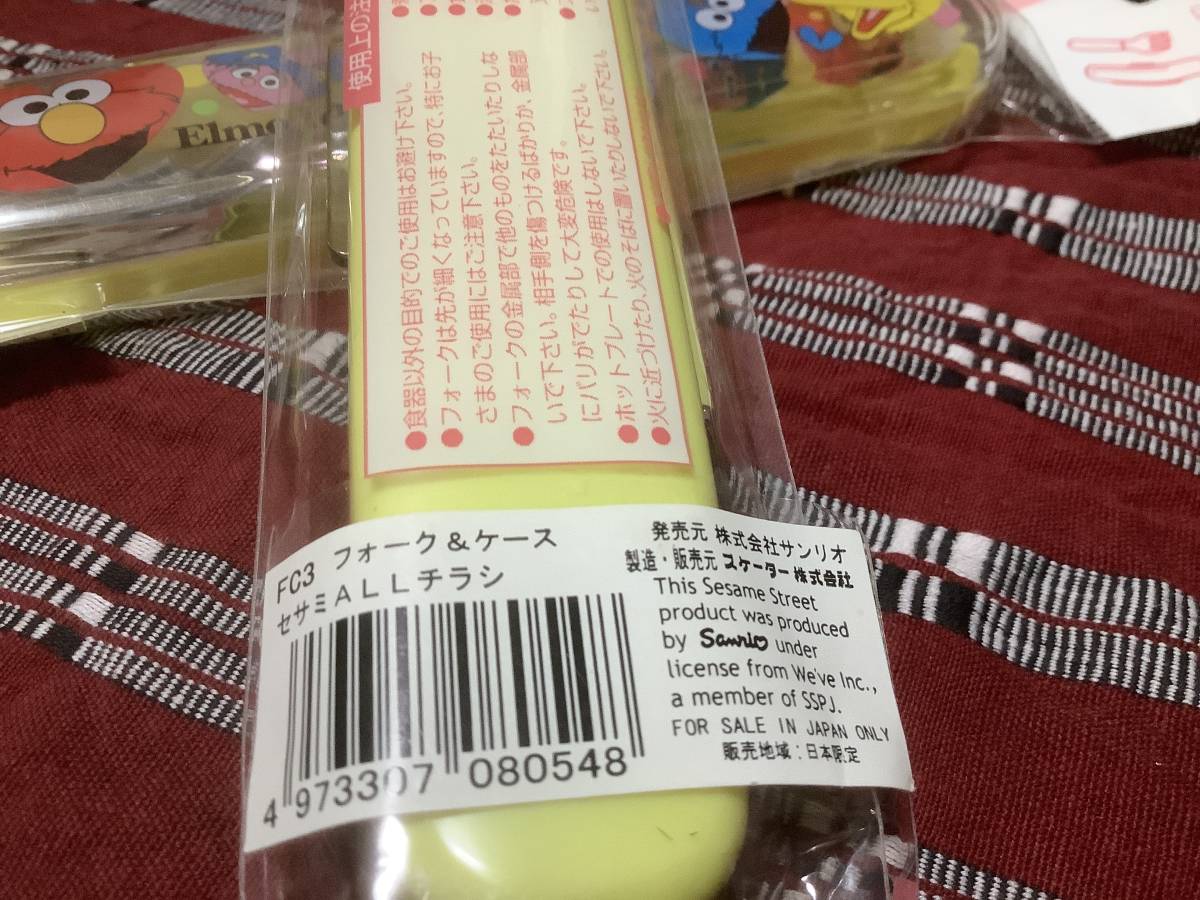 Elmo
使用上の注
●食器以外の目的でのご使用はお避け下さい。
●フォークは先が細くなっていますので、特にお子
さまのご使用にはご注意下さい。
●フォークの金属部で他のものをたたいたりしな
いで下さい。相手側を傷つけるばかりか、金属部
にバリがでたりして大変危険です。
●ホットプレートでの使用はしないで下さい。
●火に近づけたり、火のそばに置いたりしないで下さい。
FC3 フォーク&ケース
セサミALLチラシ
4 973307 080548
発売元 株式会社サンリオ
製造・販売元 スケーター株式会社
This Sesame Street
product was produced
by Sanrio under
license from We've Inc.,
a member of SSPJ.
FOR SALE IN JAPAN ONLY
販売地域:日本限定